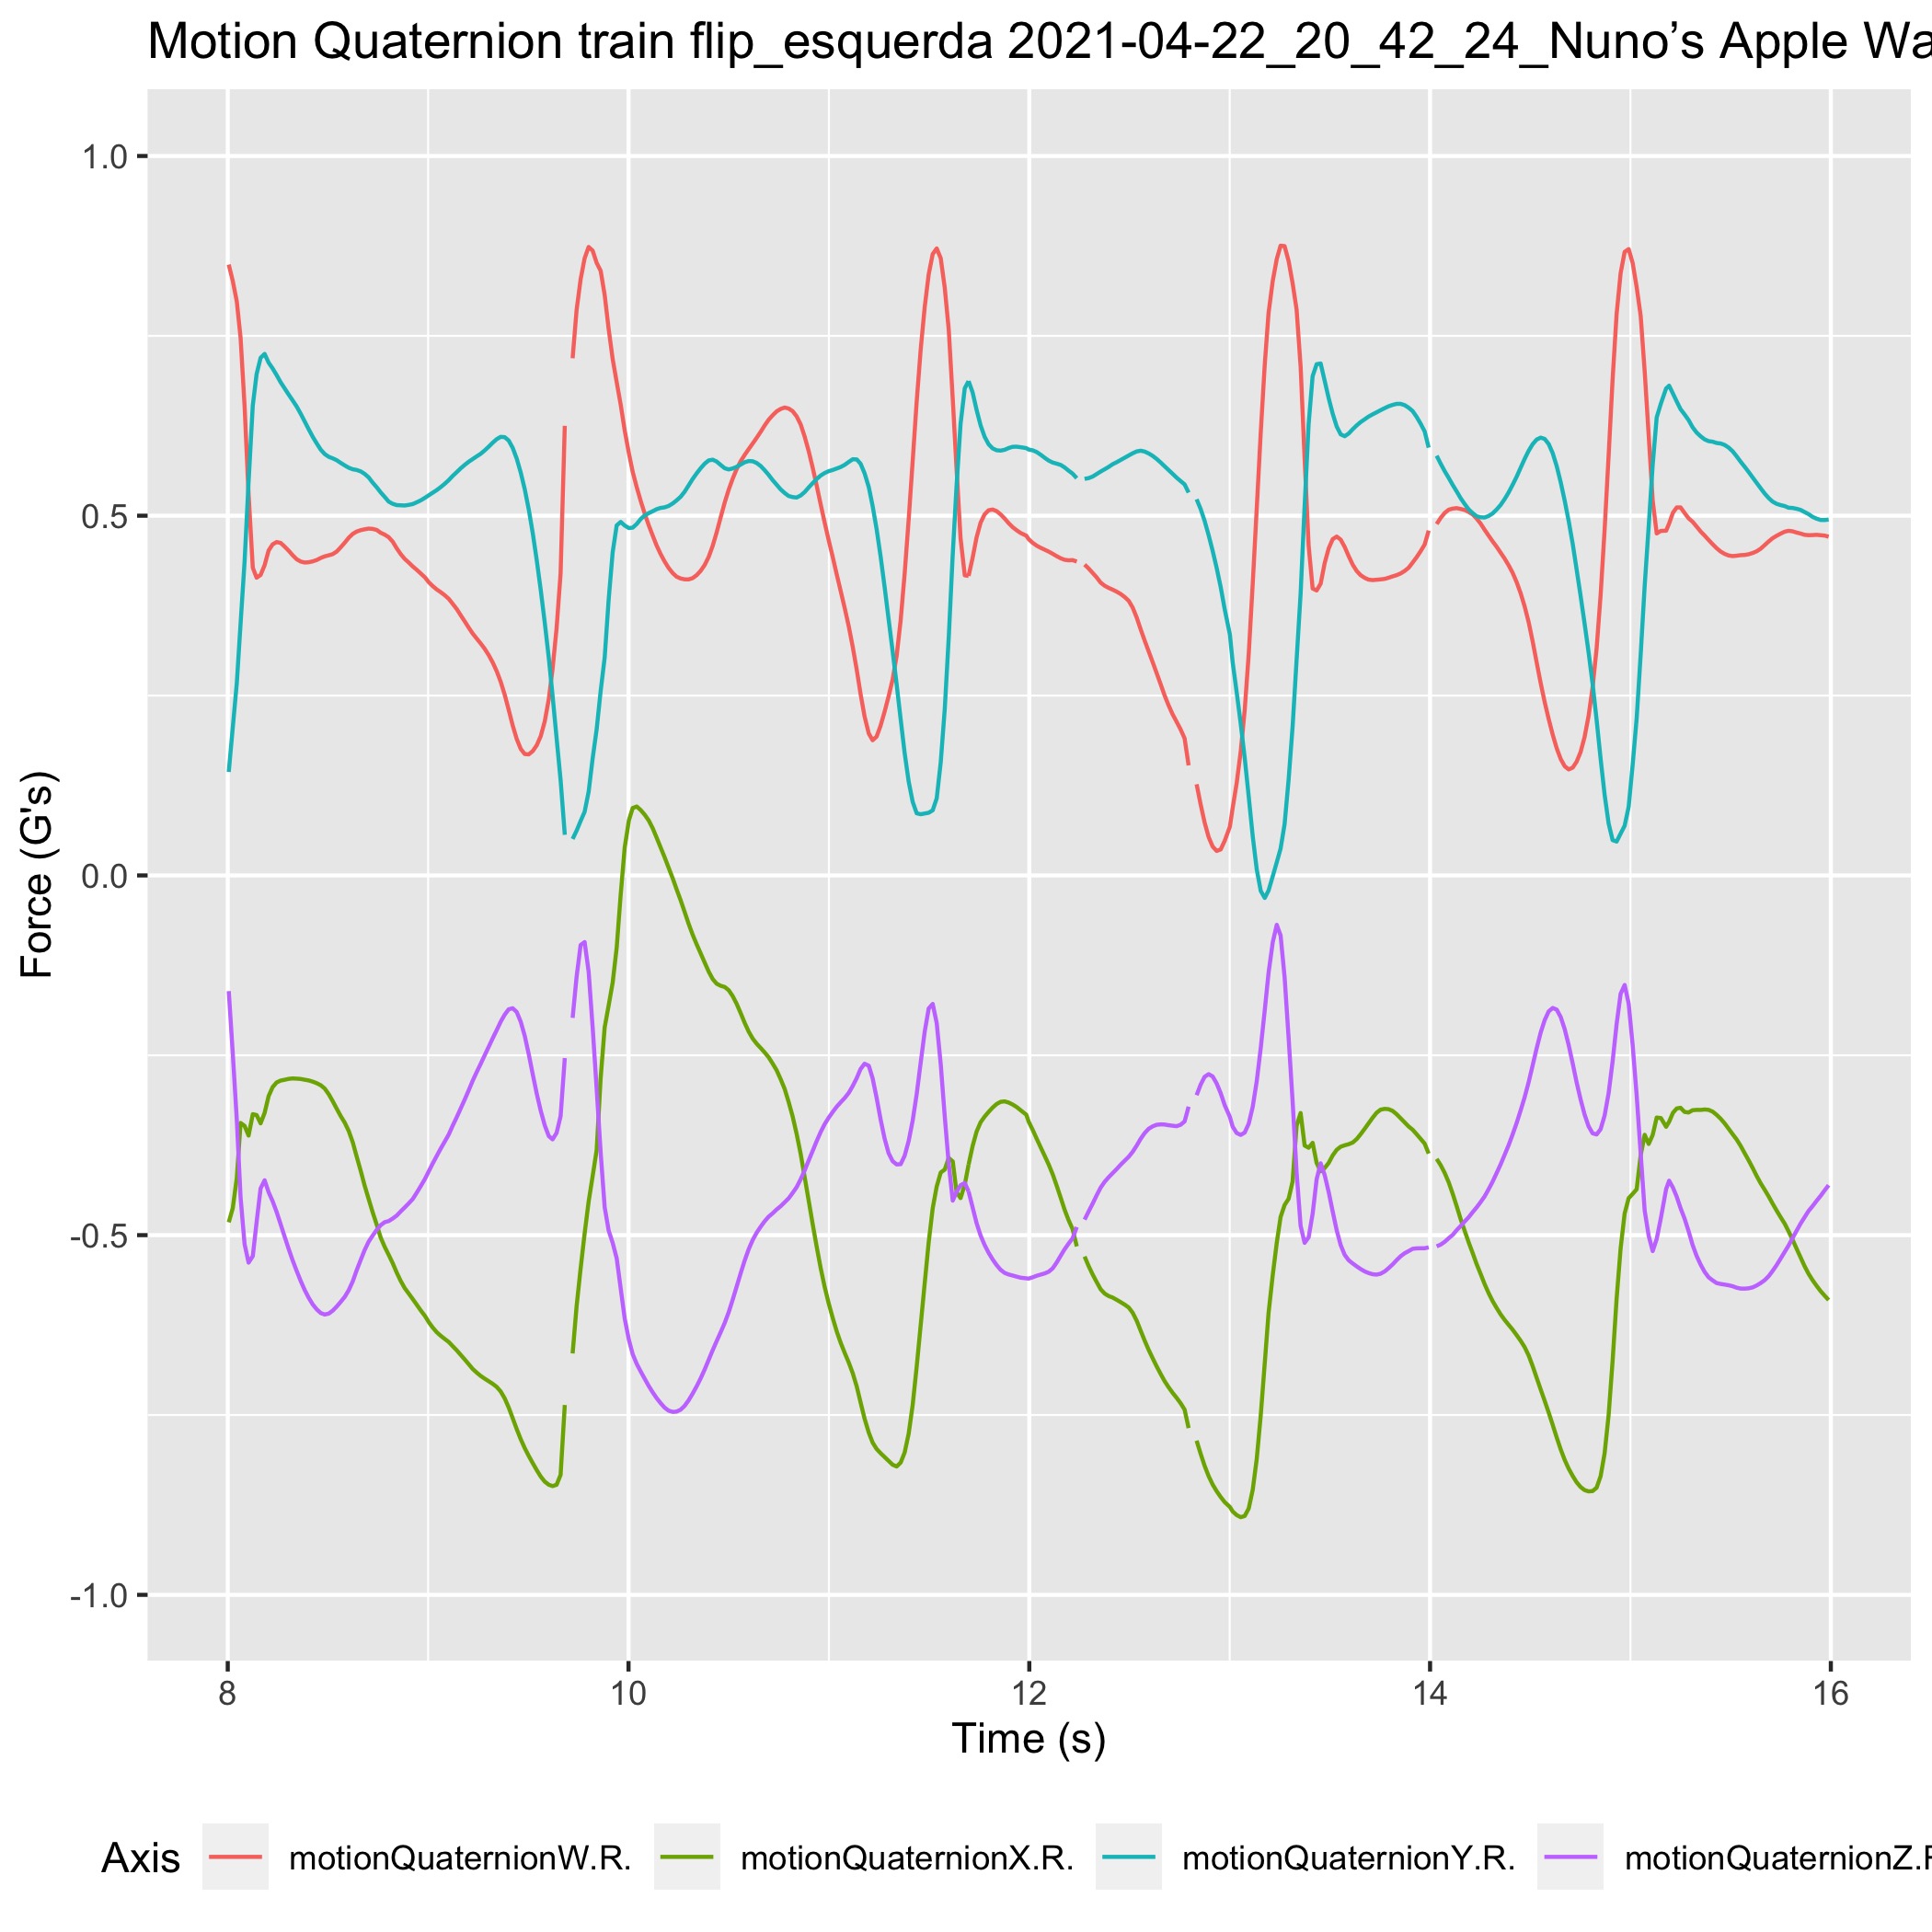 Motion Quaternion train flip_esquerda 2021-04-22_20_42_24_Nuno’s Apple Wa
1.0
0.5
0.0
-0.5
-1.0
Force (G's)
8 10 12 14 16
Time (s)
Axis motionQuaternionW.R. motionQuaternionX.R. motionQuaternionY.R. motionQuaternionZ.R